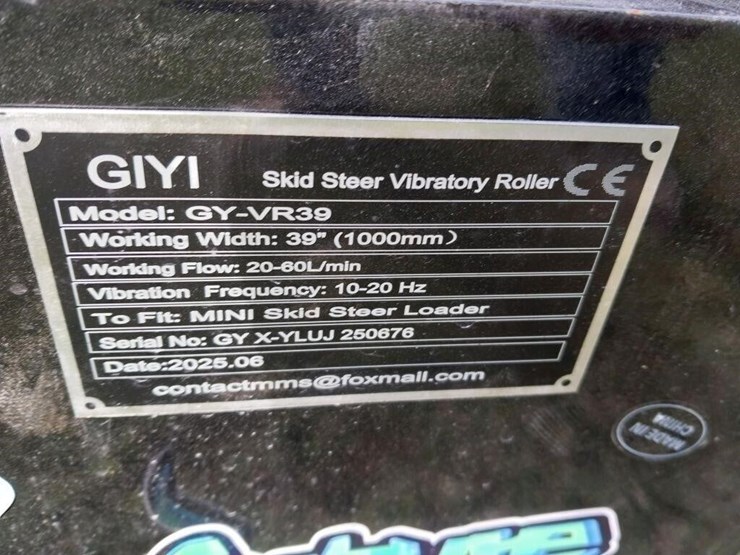 GIYI Skid Steer Vibratory Roller CE
Model: GY-VR39
Working Width: 39" (1000mm）
Working Flow: 20-60L/min
Vibration Frequency: 10-20 Hz
To Fit: MINI Skid Steer Loader
Serial No: GY X-YLUJ 250676
Date:2025.06
contactmms@foxmail.com
MADE IN
CHINA